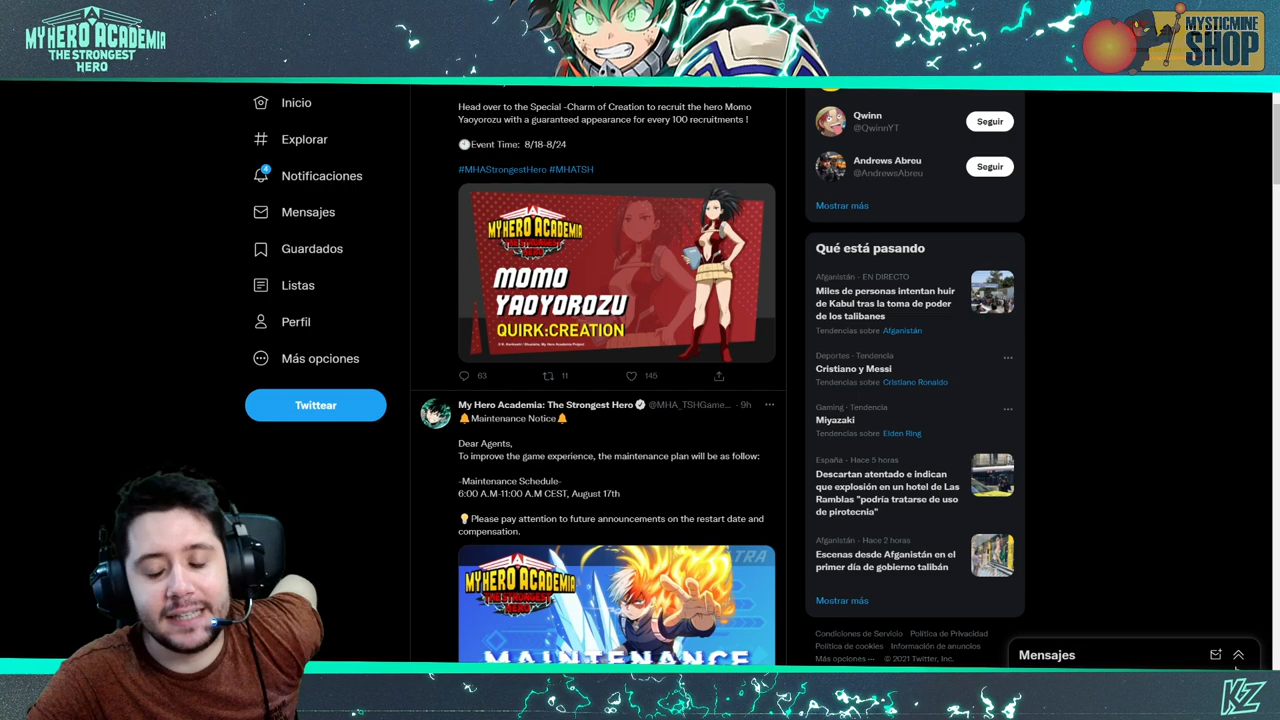 MY HERO ACADEMIA
THE STRONGEST
HERO
MYSTICMINE
SHOP
Inicio
Explorar
4
Notificaciones
Mensajes
Guardados
Listas
Perfil
Más opciones
Twittear
Head over to the Special -Charm of Creation to recruit the hero Momo
Yaoyorozu with a guaranteed appearance for every 100 recruitments !
Event Time: 8/18-8/24
#MHAStrongestHero #MHATSH
MY HERO ACADEMIA
THE STRONGEST
HERO
MOMO
YAOYOROZU
QUIRK:CREATION
63
11
145
My Hero Academia: The Strongest Hero @MHA_TSHGame... · 9h
Maintenance Notice
Dear Agents,
To improve the game experience, the maintenance plan will be as follow:
-Maintenance Schedule-
6:00 A.M-11:00 A.M CEST, August 17th
Please pay attention to future announcements on the restart date and
compensation.
MY HERO ACADEMIA
THE STRONGEST
HERO
MAINTENANCE
Qwinn
@QwinnYT
Seguir
Andrews Abreu
@AndrewsAbreu
Seguir
Mostrar más
Qué está pasando
Afganistán · EN DIRECTO
Miles de personas intentan huir
de Kabul tras la toma de poder
de los talibanes
Tendencias sobre Afganistán
Deportes · Tendencia
Cristiano y Messi
Tendencias sobre Cristiano Ronaldo
Gaming · Tendencia
Miyazaki
Tendencias sobre Elden Ring
España · Hace 5 horas
Descartan atentado e indican
que explosión en un hotel de Las
Ramblas "podría tratarse de uso
de pirotecnia"
Afganistán · Hace 2 horas
Escenas desde Afganistán en el
primer día de gobierno talibán
Mostrar más
Condiciones de Servicio Política de Privacidad
Política de cookies Información de anuncios
Más opciones ··· © 2021 Twitter, Inc.
Mensajes
KZ